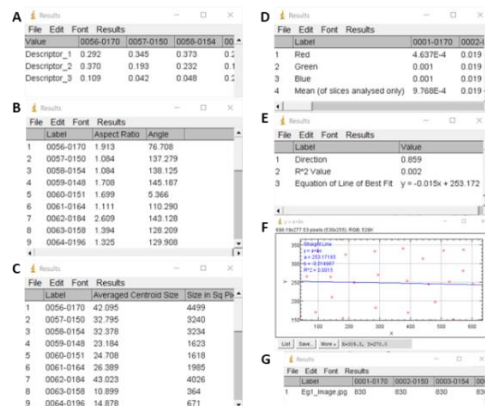 A
Results
File Edit Font Results
Value 0056-0170 0057-0150 0058-0154
Descriptor_1 0.292 0.345 0.373
Descriptor_2 0.370 0.193 0.232
Descriptor_3 0.109 0.042 0.048
B
Results
File Edit Font Results
Label Aspect Ratio Angle
1 0056-0170 1.913 76.708
2 0057-0150 1.084 137.279
3 0058-0154 1.084 138.125
4 0059-0148 1.708 145.187
5 0060-0151 1.699 5.366
6 0061-0164 1.111 110.290
7 0062-0184 2.609 143.128
8 0063-0158 1.394 128.209
9 0064-0196 1.325 129.908
C
Results
File Edit Font Results
Label Averaged Centroid Size Size in Sq Pix
1 0056-0170 42.095 4499
2 0057-0150 32.795 3240
3 0058-0154 32.378 3234
4 0059-0148 23.184 1623
5 0060-0151 24.708 1618
6 0061-0164 26.389 1985
7 0062-0184 43.023 4026
8 0063-0158 10.899 364
9 0064-0196 14.878 671
D
Results
File Edit Font Results
Label 0001-0170 0002-
1 Red 4.637E-4 0.019
2 Green 0.001 0.019
3 Blue 0.001 0.019
4 Mean (of slices analysed only) 9.768E-4 0.019
E
Results
File Edit Font Results
Label Value
1 Direction 0.859
2 R^2 Value 0.002
3 Equation of Line of Best Fit y = -0.015x + 253.172
F
y = a+bx
Straight Line
y = a+bx
350
300
250
200
150
Y
100 200 300 400 500 600
X
List Save... More »
G
Results
File Edit Font Results
Label 0001-0170 0002-0150 0003-0154
1 Eg1_image.jpg 830 830 830